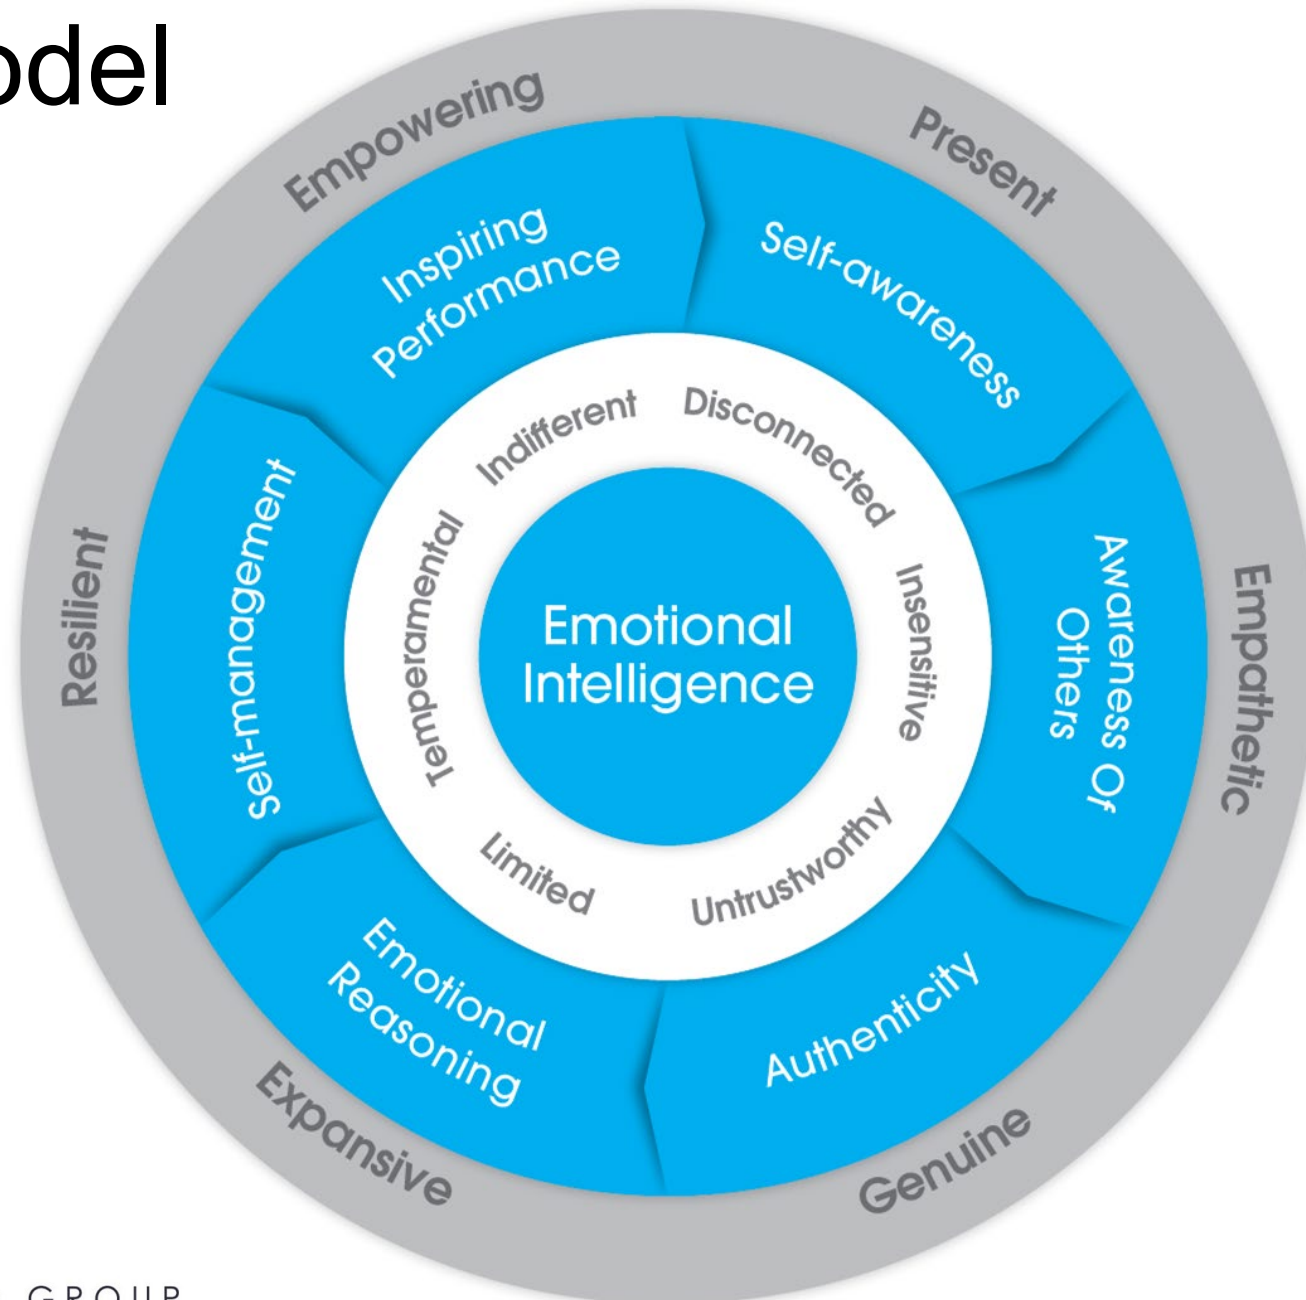 odel
Empowering
Present
Empathetic
Genuine
Expansive
Resilient
Inspiring
Performance
Self-awareness
Awareness Of
Others
Authenticity
Emotional
Reasoning
Self-management
Indifferent
Disconnected
Insensitive
Untrustworthy
Limited
Temperamental
Emotional
Intelligence
GROUP